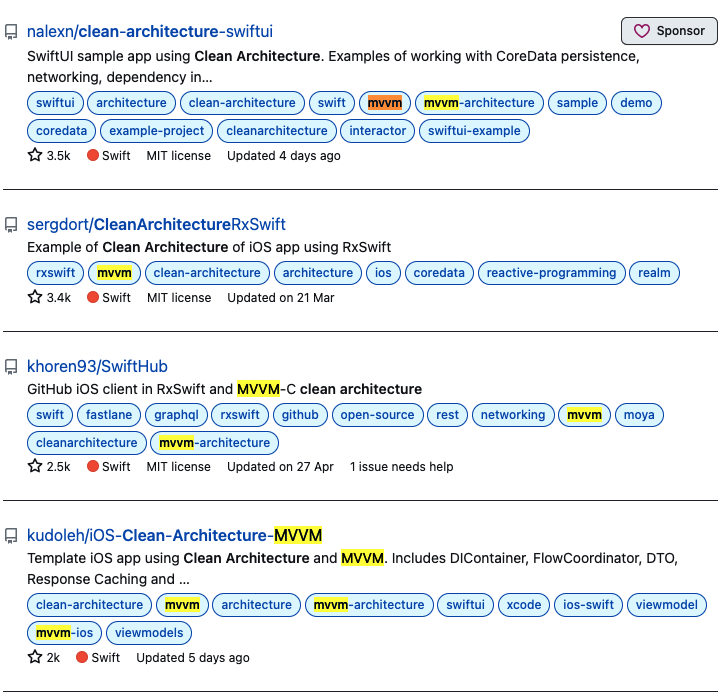 nalexn/clean-architecture-swiftui
Sponsor
SwiftUI sample app using Clean Architecture. Examples of working with CoreData persistence,
networking, dependency in...
swiftui architecture clean-architecture swift mvvm mvvm-architecture sample demo
coredata example-project cleanarchitecture interactor swiftui-example
3.5k Swift MIT license Updated 4 days ago
sergdort/CleanArchitectureRxSwift
Example of Clean Architecture of iOS app using RxSwift
rxswift mvvm clean-architecture architecture ios coredata reactive-programming realm
3.4k Swift MIT license Updated on 21 Mar
khoren93/SwiftHub
GitHub iOS client in RxSwift and MVVM-C clean architecture
swift fastlane graphql rxswift github open-source rest networking mvvm moya
cleanarchitecture mvvm-architecture
2.5k Swift MIT license Updated on 27 Apr 1 issue needs help
kudoleh/iOS-Clean-Architecture-MVVM
Template iOS app using Clean Architecture and MVVM. Includes DIContainer, FlowCoordinator, DTO,
Response Caching and ...
clean-architecture mvvm architecture mvvm-architecture swiftui xcode ios-swift viewmodel
mvvm-ios viewmodels
2k Swift Updated 5 days ago